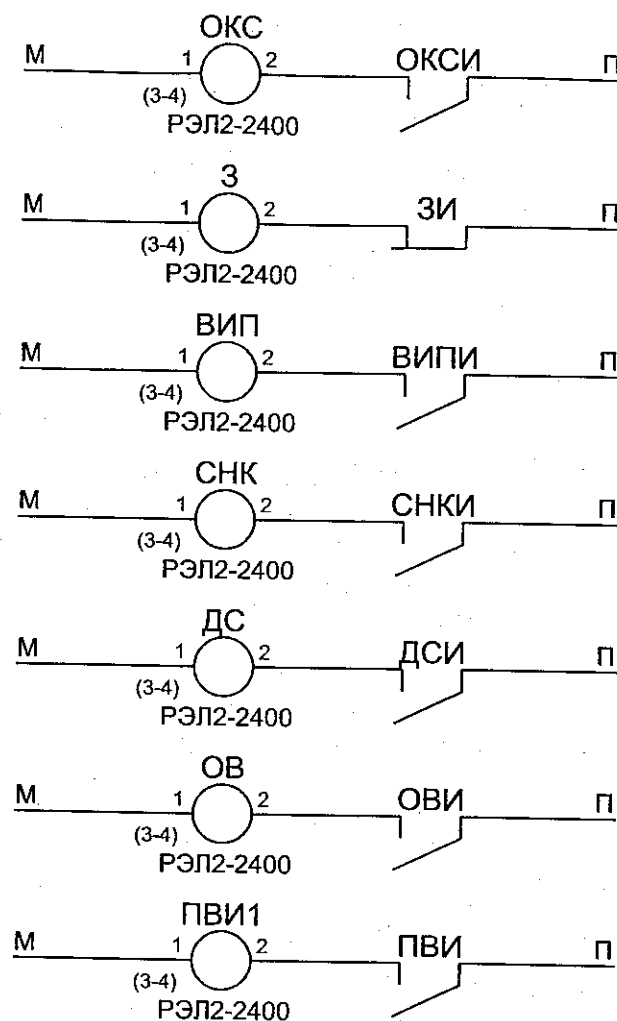 ОКС
М 1 2 ОКСИ П
(3-4)
РЭЛ2-2400
З
М 1 2 ЗИ П
(3-4)
РЭЛ2-2400
ВИП
М 1 2 ВИПИ П
(3-4)
РЭЛ2-2400
СНК
М 1 2 СНКИ П
(3-4)
РЭЛ2-2400
ДС
М 1 2 ДСИ П
(3-4)
РЭЛ2-2400
ОВ
М 1 2 ОВИ П
(3-4)
РЭЛ2-2400
ПВИ1
М 1 2 ПВИ П
(3-4)
РЭЛ2-2400